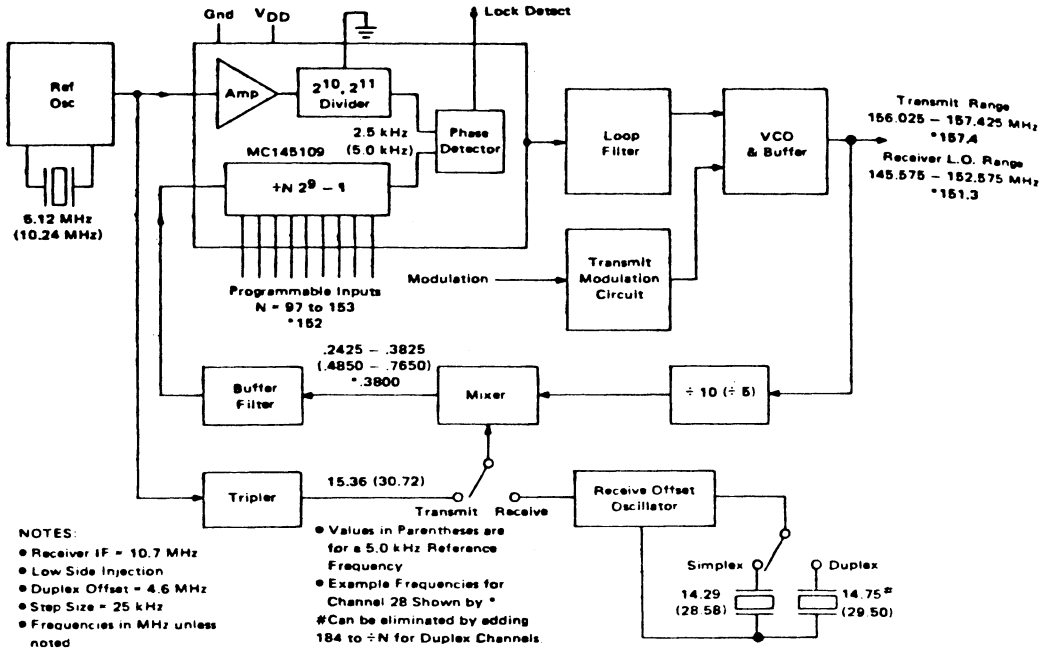 Gnd VDD
Lock Detect
Ref
Osc
Amp
2^10, 2^11
Divider
2.5 kHz
(5.0 kHz)
Phase
Detector
MC145109
÷N 2^9 – 1
5.12 MHz
(10.24 MHz)
Programmable Inputs
N = 97 to 153
*152
Loop
Filter
VCO
& Buffer
Transmit Range
156.025 – 157.425 MHz
*157.4
Receiver L.O. Range
145.575 – 152.575 MHz
*151.3
Modulation
Transmit
Modulation
Circuit
.2425 – .3825
(.4850 – .7650)
*.3800
Buffer
Filter
Mixer
÷ 10 (÷ 5)
Tripler
15.36 (30.72)
Transmit Receive
Receive Offset
Oscillator
Simplex Duplex
14.29
(28.58)
14.75#
(29.50)
NOTES:
● Receiver IF = 10.7 MHz
● Low Side Injection
● Duplex Offset = 4.6 MHz
● Step Size = 25 kHz
● Frequencies in MHz unless
noted
● Values in Parentheses are
for a 5.0 kHz Reference
Frequency
● Example Frequencies for
Channel 28 Shown by *
#Can be eliminated by adding
184 to ÷N for Duplex Channels.